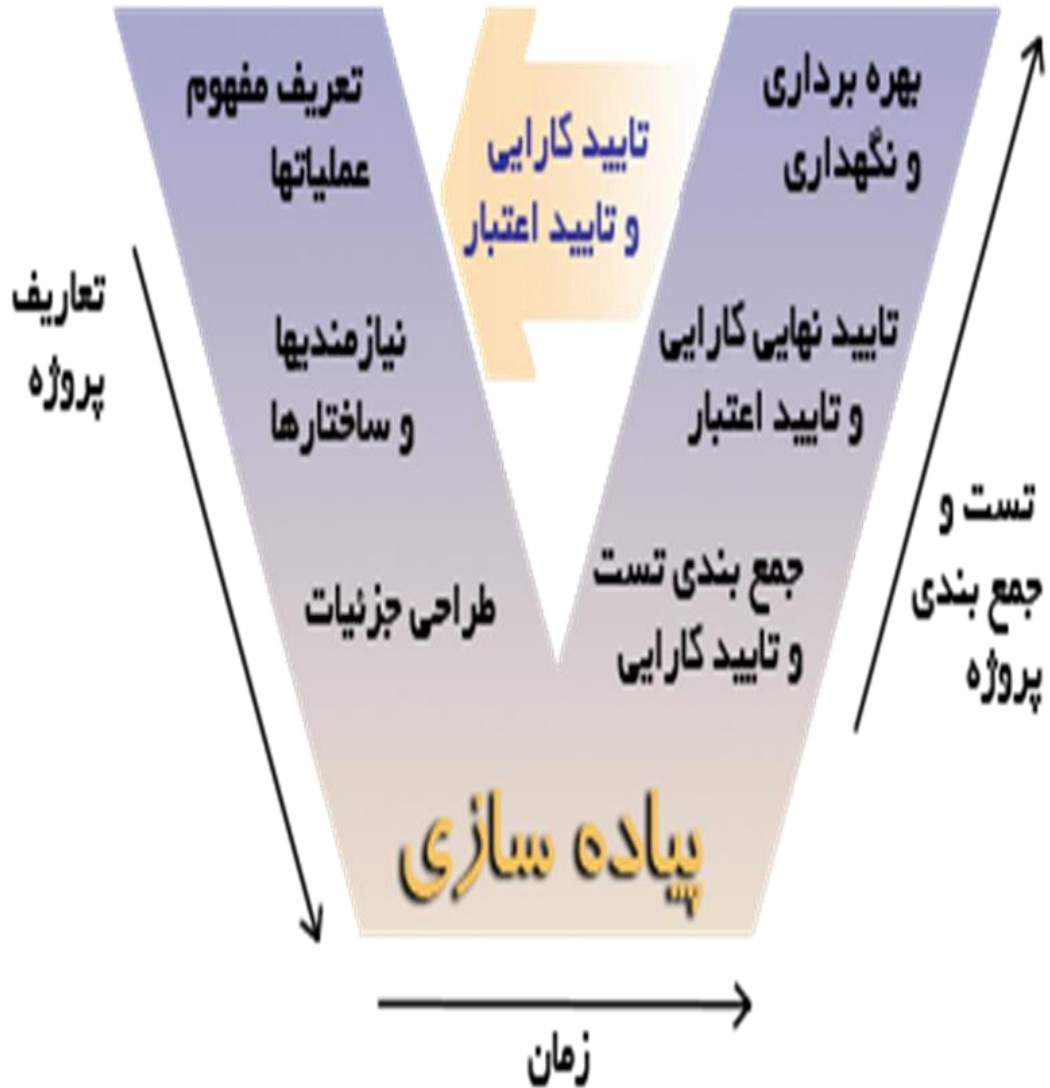 تعریف مفهوم
عملیاتها
نیازمندیها
و ساختارها
طراحی جزئیات
پیاده سازی
جمع بندی تست
و تایید کارایی
تایید نهایی کارایی
و تایید اعتبار
بهره برداری
و نگهداری
تایید کارایی
و تایید اعتبار
تعاریف
پروژه
تست و
جمع بندی
پروژه
زمان